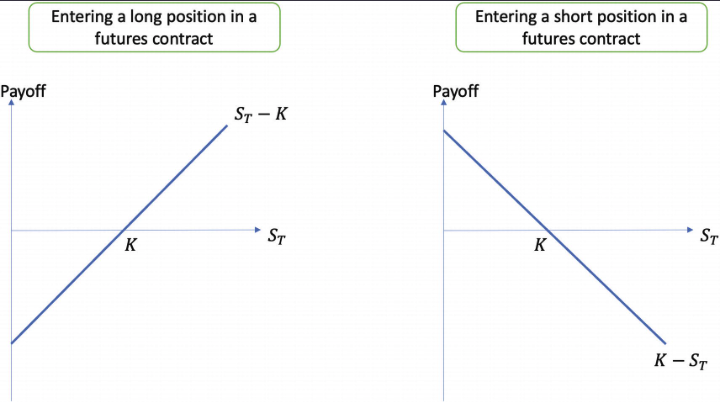 Entering a long position in a
futures contract
Payoff
S_T − K
K
S_T
Entering a short position in a
futures contract
Payoff
K
S_T
K − S_T